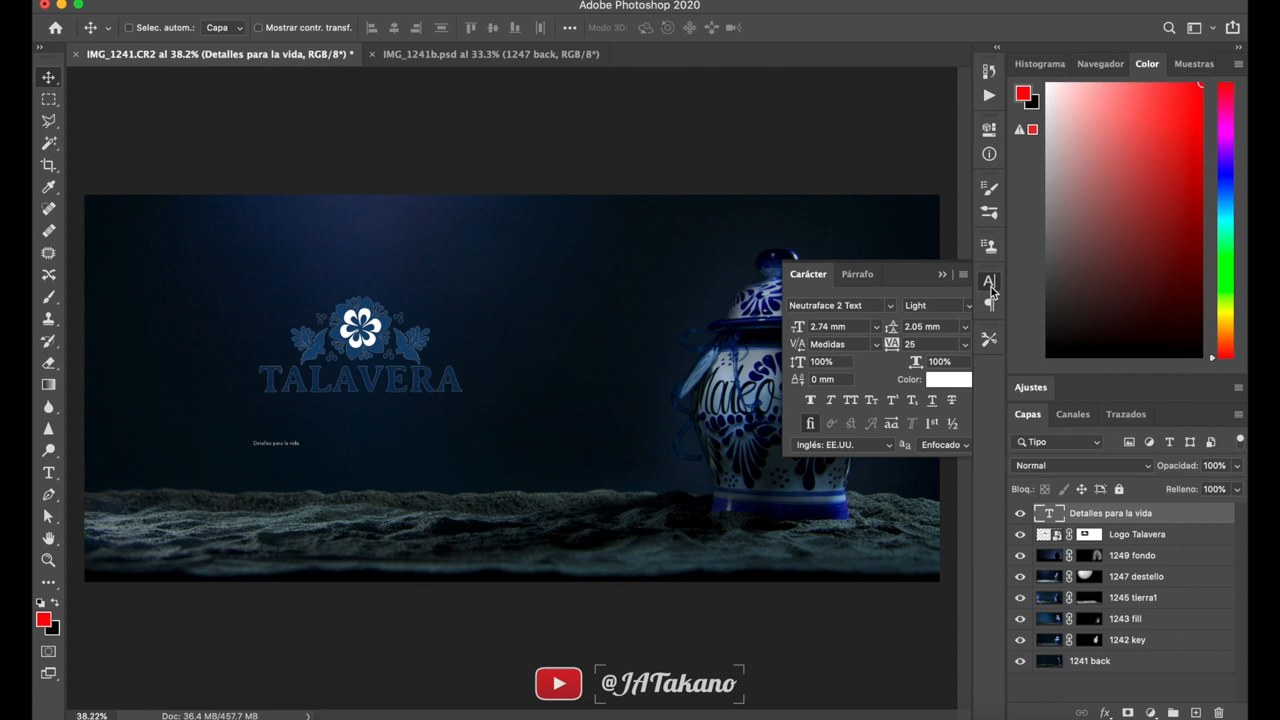 Adobe Photoshop 2020
Selec. autom.: Capa Mostrar contr. transf. Modo 3D:
IMG_1241.CR2 al 38.2% (Detalles para la vida, RGB/8*) *
IMG_1241b.psd al 33.3% (1247 back, RGB/8*)
Histograma Navegador Color Muestras
TALAVERA
Detalles para la vida
Carácter Párrafo
Neutraface 2 Text Light
2.74 mm 2.05 mm
Medidas 25
100% 100%
0 mm Color:
Inglés: EE.UU. Enfocado
Ajustes
Capas Canales Trazados
Tipo
Normal Opacidad: 100%
Bloq.: Relleno: 100%
Detalles para la vida
Logo Talavera
1249 fondo
1247 destello
1245 tierra1
1243 fill
1242 key
1241 back
@JATakano
38.22% Doc: 36.4 MB/457.7 MB